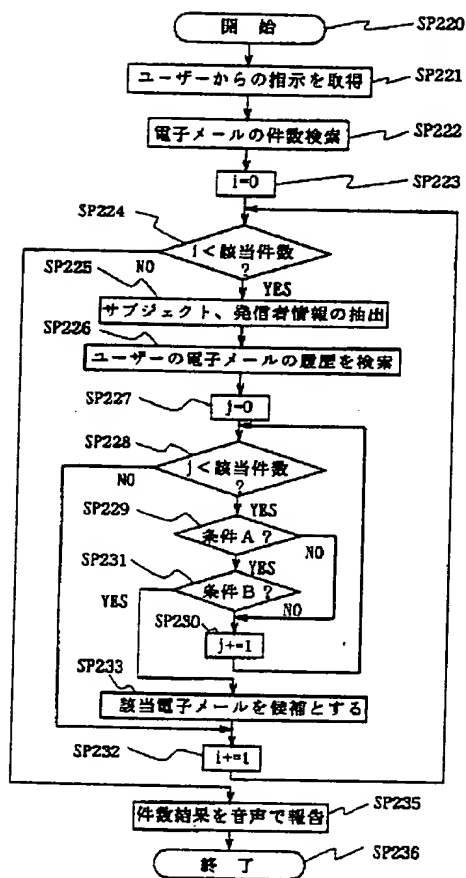 開始
SP220
ユーザーからの指示を取得
SP221
電子メールの件数検索
SP222
i=0
SP223
SP224
i<該当件数
?
NO
YES
SP225
サブジェクト、発信者情報の抽出
SP226
ユーザーの電子メールの履歴を検索
SP227
j=0
SP228
j<該当件数
?
NO
YES
SP229
条件A?
NO
SP231
YES
条件B?
YES
NO
SP230
j+=1
SP233
該当電子メールを候補とする
SP232
i+=1
件数結果を音声で報告
SP235
終了
SP236